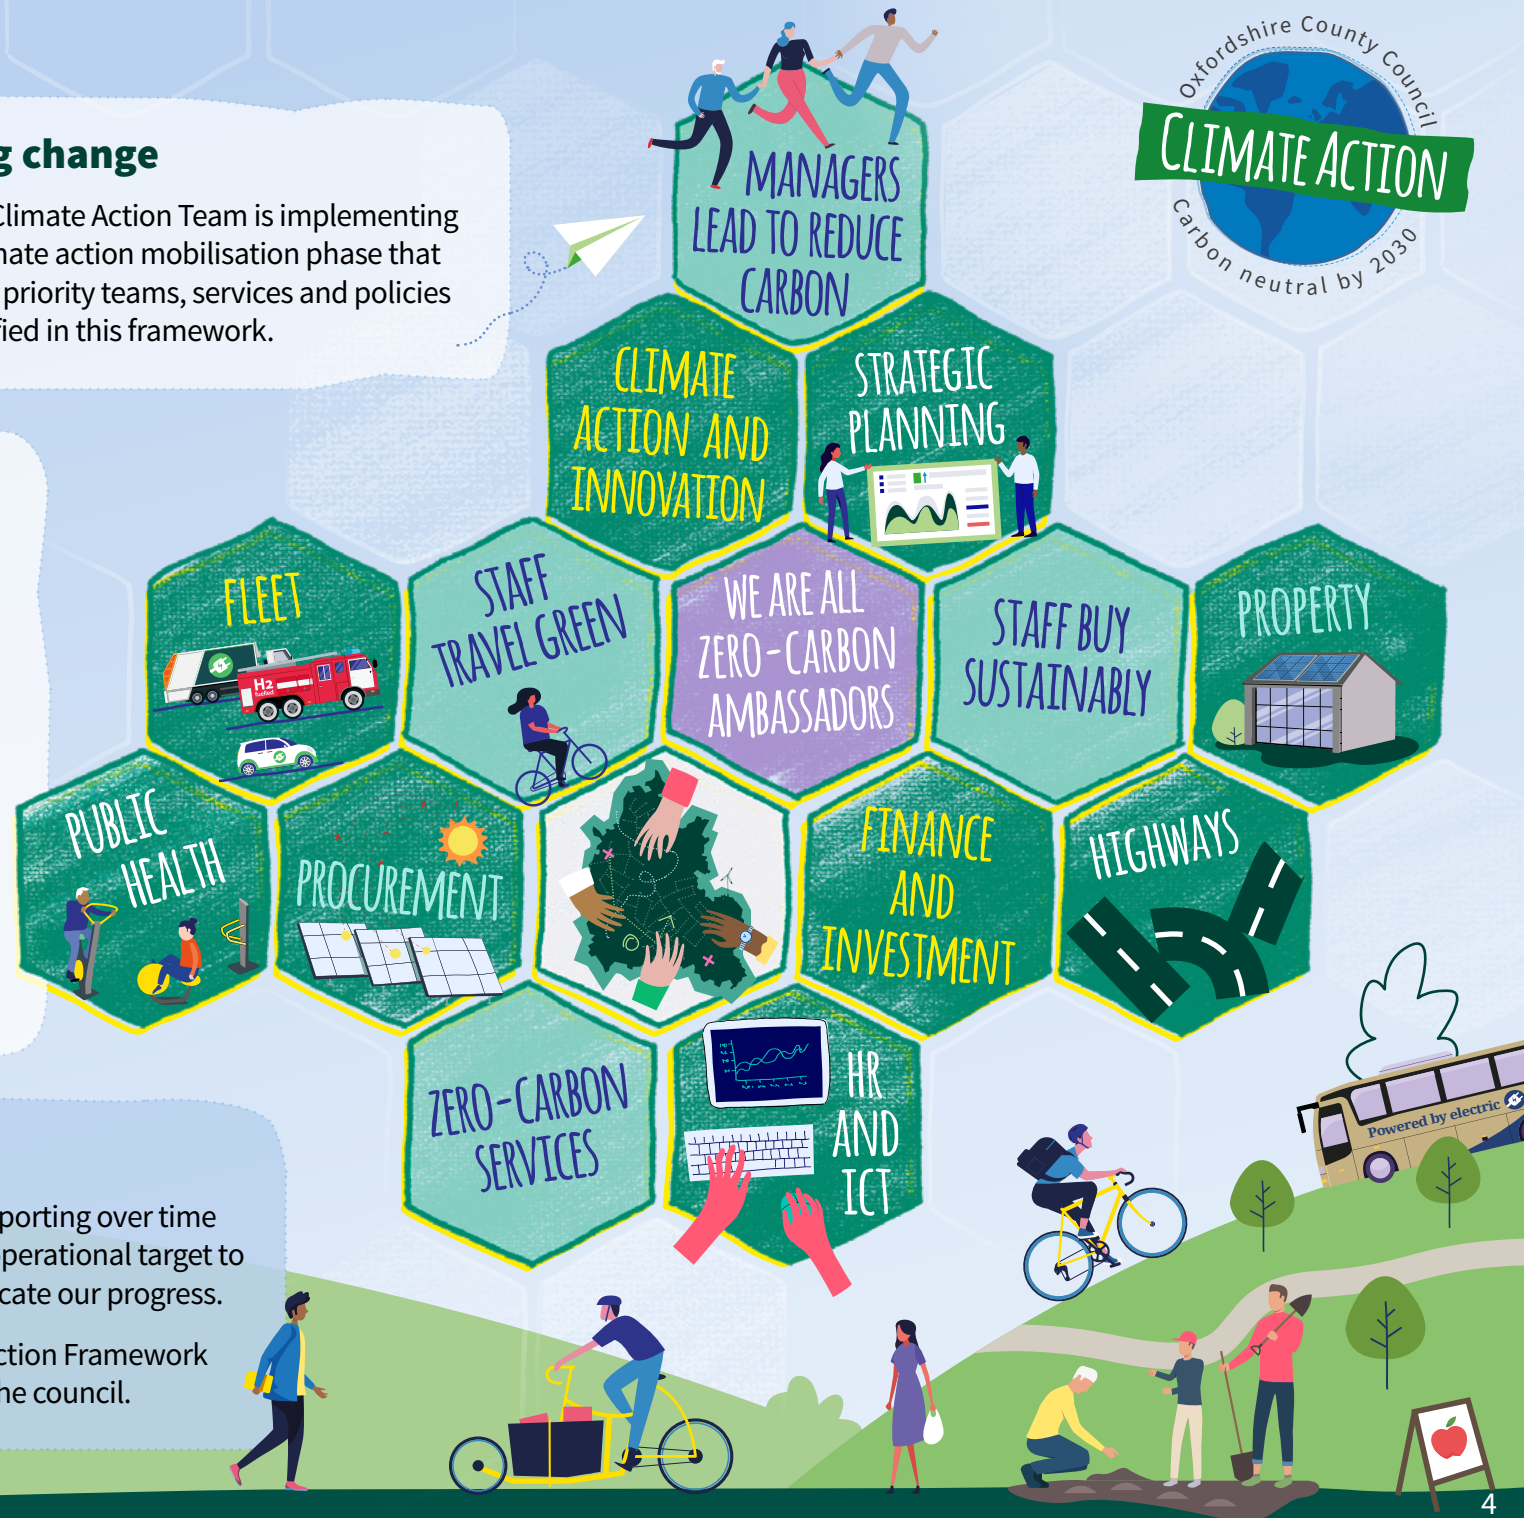 g change
Climate Action Team is implementing
mate action mobilisation phase that
priority teams, services and policies
fied in this framework.
Oxfordshire County Council
CLIMATE ACTION
Carbon neutral by 2030
MANAGERS
LEAD TO REDUCE
CARBON
CLIMATE
ACTION AND
INNOVATION
STRATEGIC
PLANNING
FLEET
H2
fuelled
STAFF
TRAVEL GREEN
WE ARE ALL
ZERO-CARBON
AMBASSADORS
STAFF BUY
SUSTAINABLY
PROPERTY
PUBLIC
HEALTH
PROCUREMENT
FINANCE
AND
INVESTMENT
HIGHWAYS
ZERO-CARBON
SERVICES
HR
AND
ICT
Powered by electric
porting over time
operational target to
cate our progress.
ction Framework
he council.
4